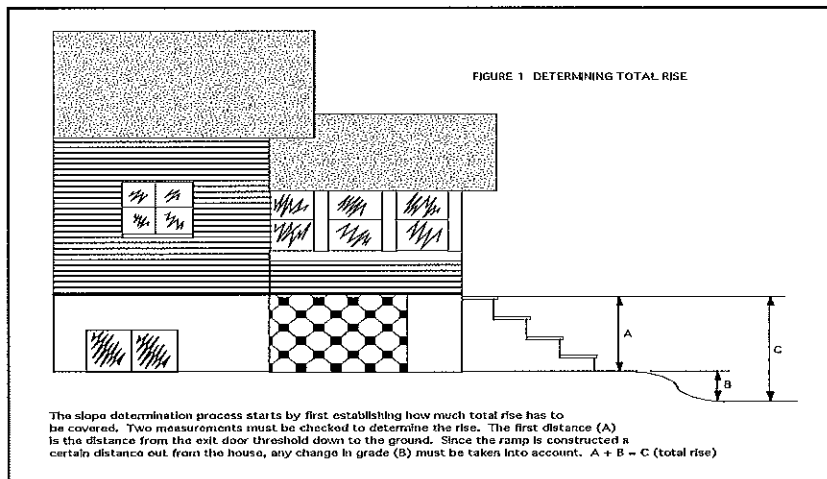 FIGURE 1 DETERMINING TOTAL RISE
A
C
B
The slope determination process starts by first establishing how much total rise has to
be covered. Two measurements must be checked to determine the rise. The first distance (A)
is the distance from the exit door threshold down to the ground. Since the ramp is constructed a
certain distance out from the house, any change in grade (B) must be taken into account. A + B = C (total rise)